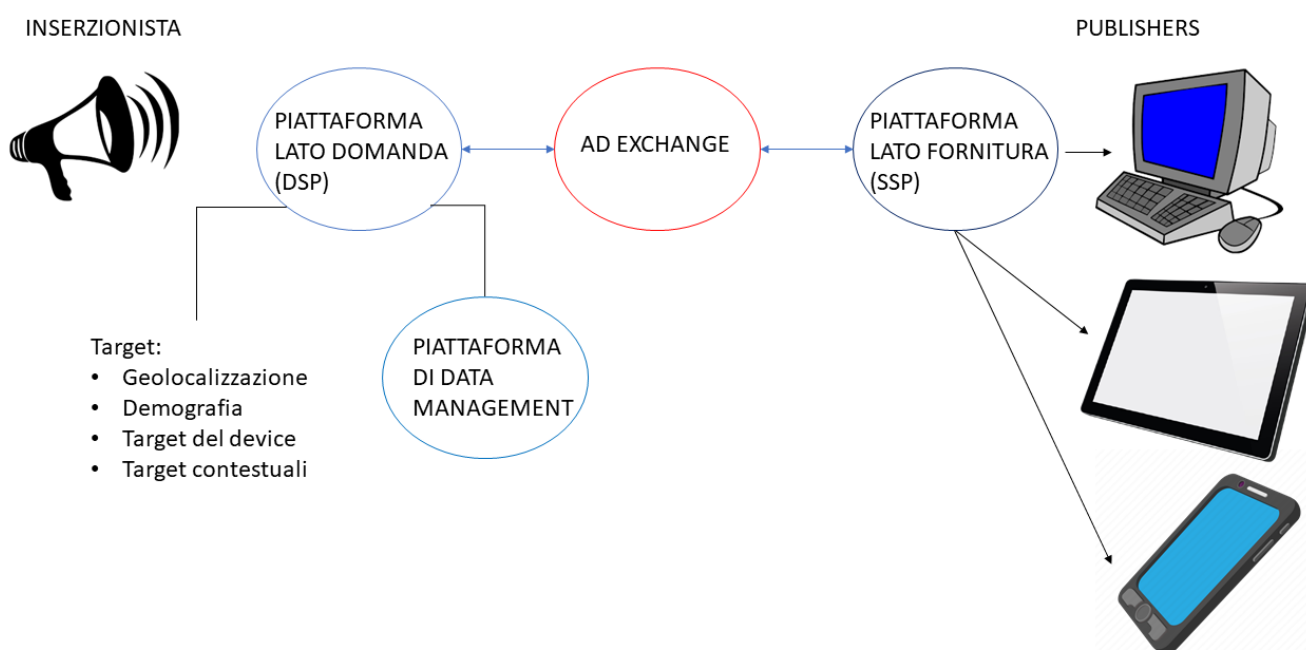 INSERZIONISTA
PUBLISHERS
PIATTAFORMA
LATO DOMANDA
(DSP)
AD EXCHANGE
PIATTAFORMA
LATO FORNITURA
(SSP)
Target:
• Geolocalizzazione
• Demografia
• Target del device
• Target contestuali
PIATTAFORMA
DI DATA
MANAGEMENT